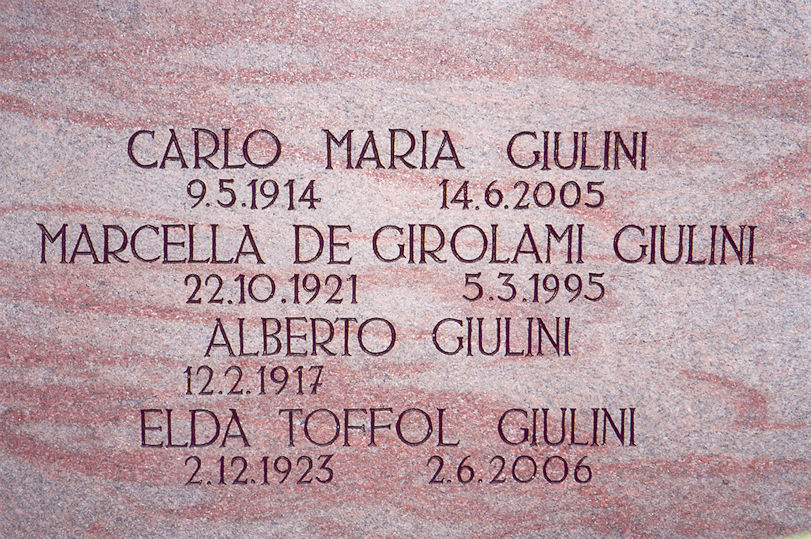 CARLO MARIA GIULINI
9.5.1914 14.6.2005
MARCELLA DE GIROLAMI GIULINI
22.10.1921 5.3.1995
ALBERTO GIULINI
12.2.1917
ELDA TOFFOL GIULINI
2.12.1923 2.6.2006